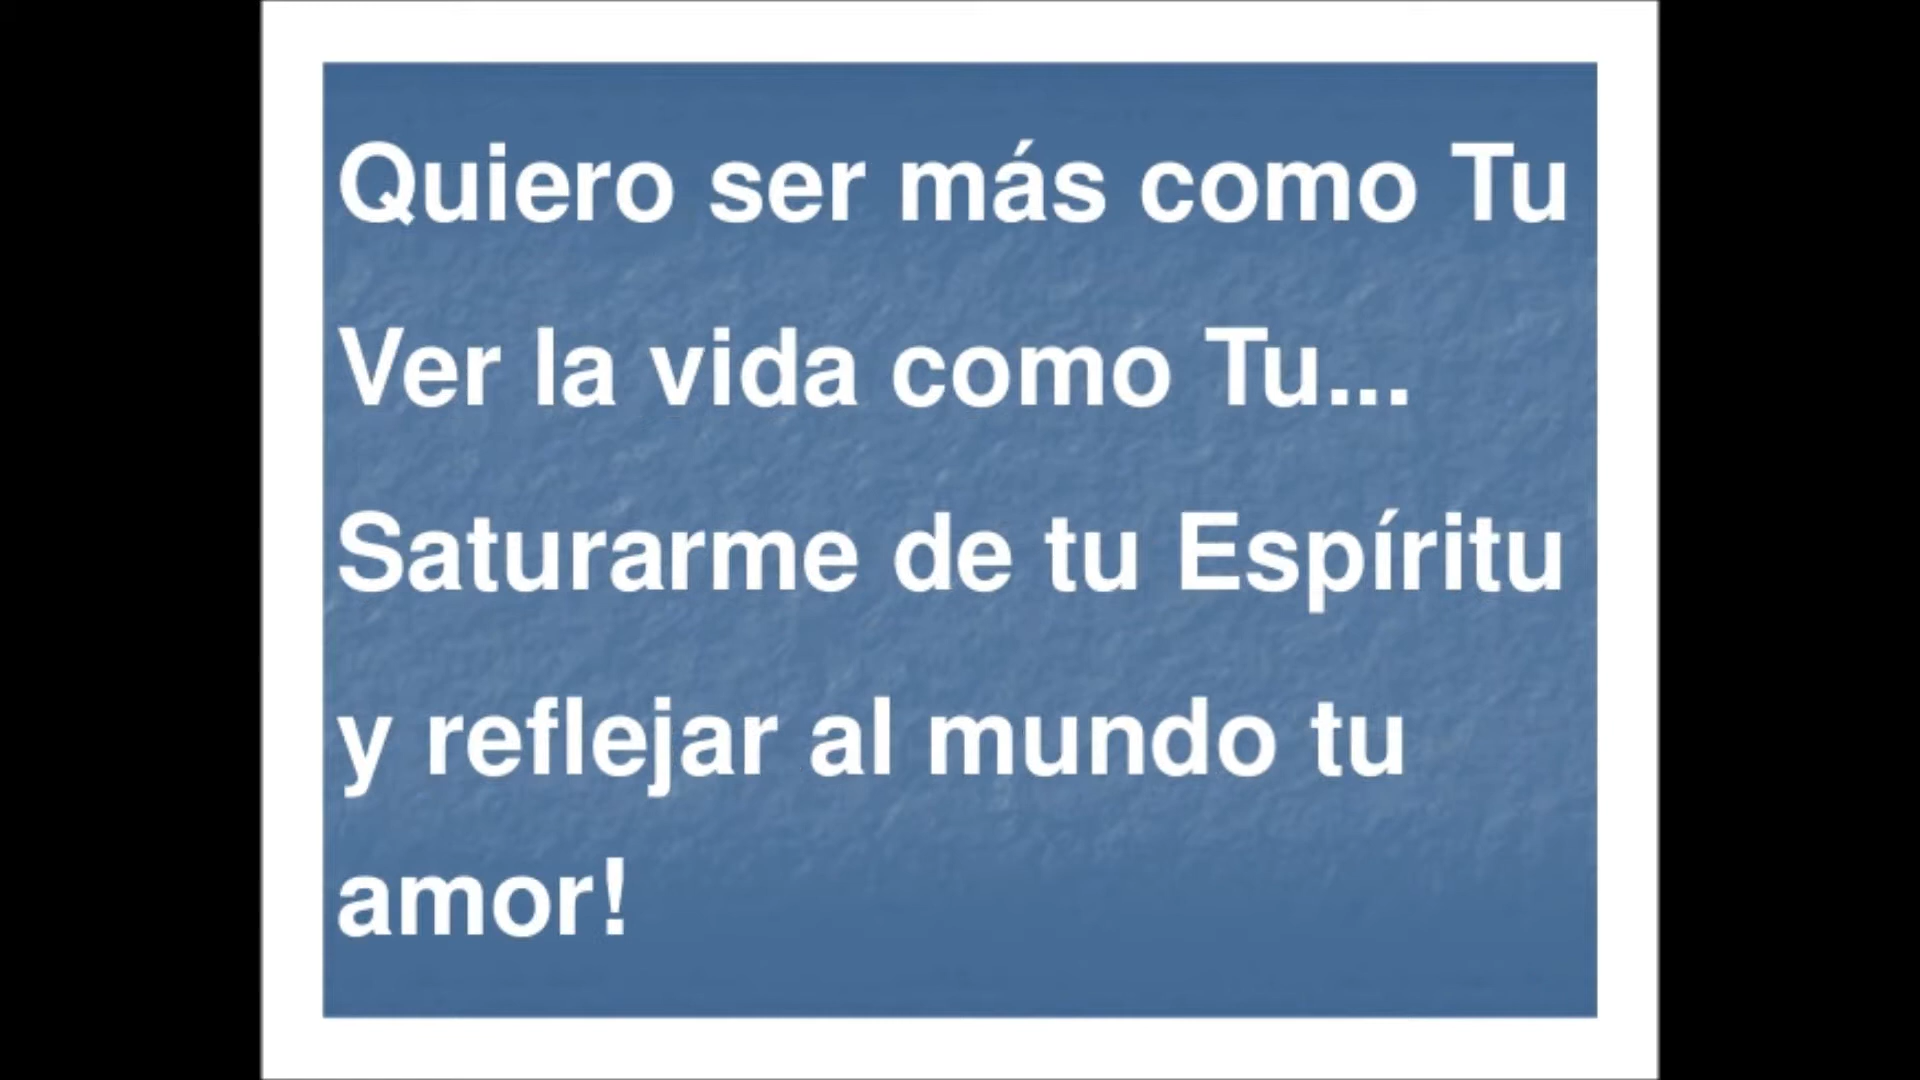 Quiero ser más como Tu
Ver la vida como Tu...
Saturarme de tu Espíritu
y reflejar al mundo tu
amor!